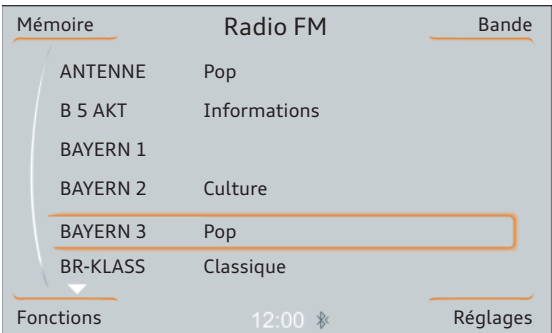 Mémoire Radio FM Bande
ANTENNE Pop
B 5 AKT Informations
BAYERN 1
BAYERN 2 Culture
BAYERN 3 Pop
BR-KLASS Classique
Fonctions 12:00 Réglages